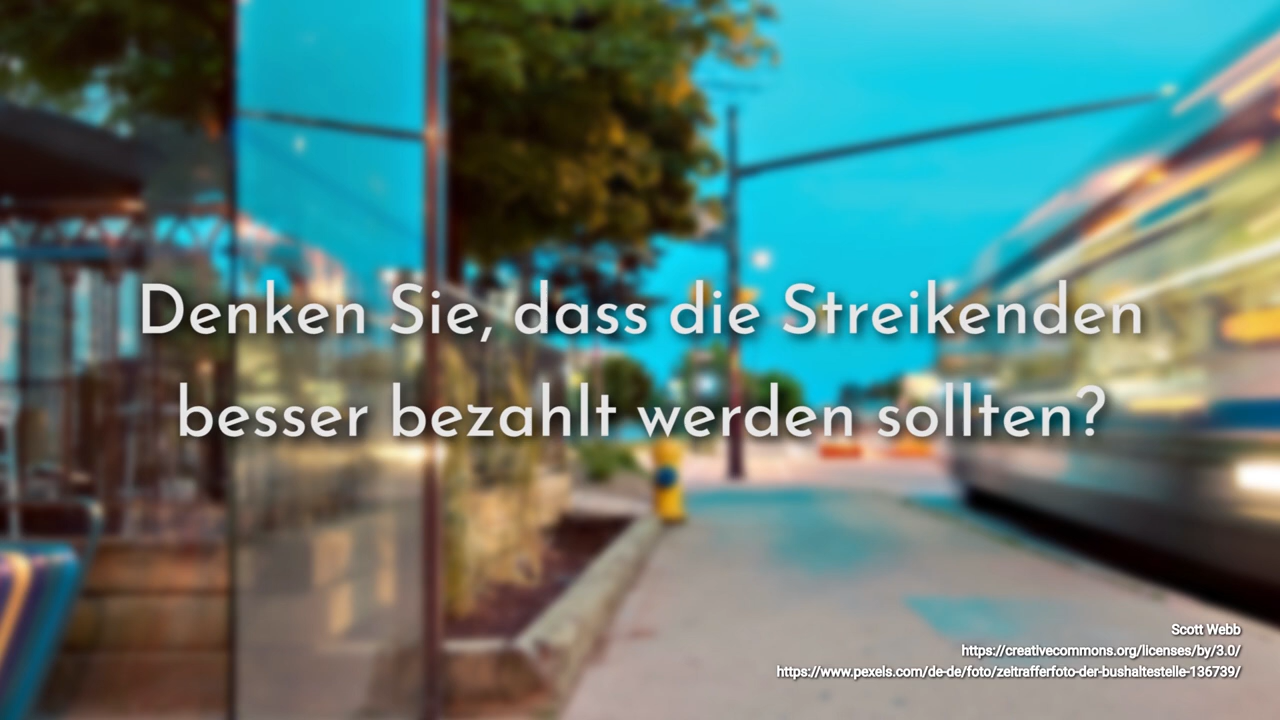 Denken Sie, dass die Streikenden
besser bezahlt werden sollten?
Scott Webb
https://creativecommons.org/licenses/by/3.0/
https://www.pexels.com/de-de/foto/zeitrafferfoto-der-bushaltestelle-136739/